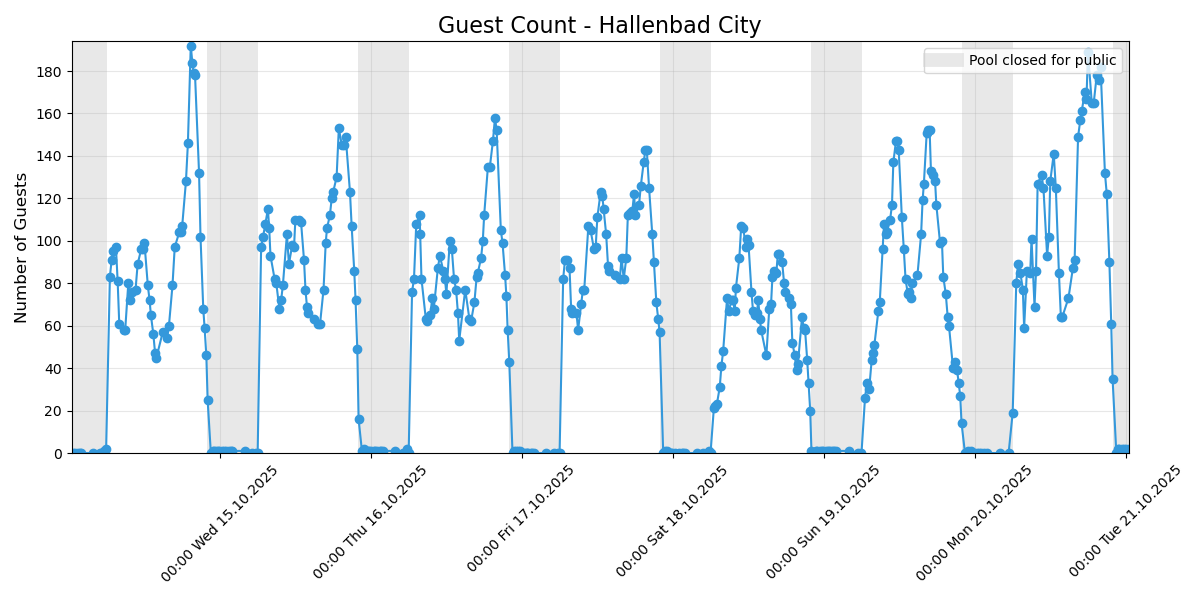 Guest Count - Hallenbad City
Pool closed for public
Number of Guests
180
160
140
120
100
80
60
40
20
0
00:00 Wed 15.10.2025
00:00 Thu 16.10.2025
00:00 Fri 17.10.2025
00:00 Sat 18.10.2025
00:00 Sun 19.10.2025
00:00 Mon 20.10.2025
00:00 Tue 21.10.2025